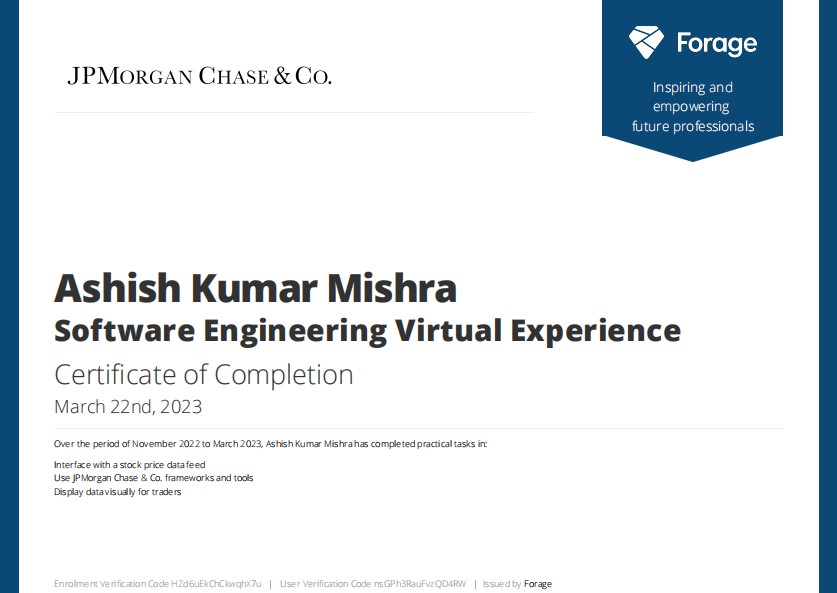 JPMORGAN CHASE & CO.
Forage
Inspiring and
empowering
future professionals
Ashish Kumar Mishra
Software Engineering Virtual Experience
Certificate of Completion
March 22nd, 2023
Over the period of November 2022 to March 2023, Ashish Kumar Mishra has completed practical tasks in:
Interface with a stock price data feed
Use JPMorgan Chase & Co. frameworks and tools
Display data visually for traders
Enrolment Verification Code HZd6uEkChCkwqhX7u | User Verification Code nsGPh3RauFvzQD4RW | Issued by Forage